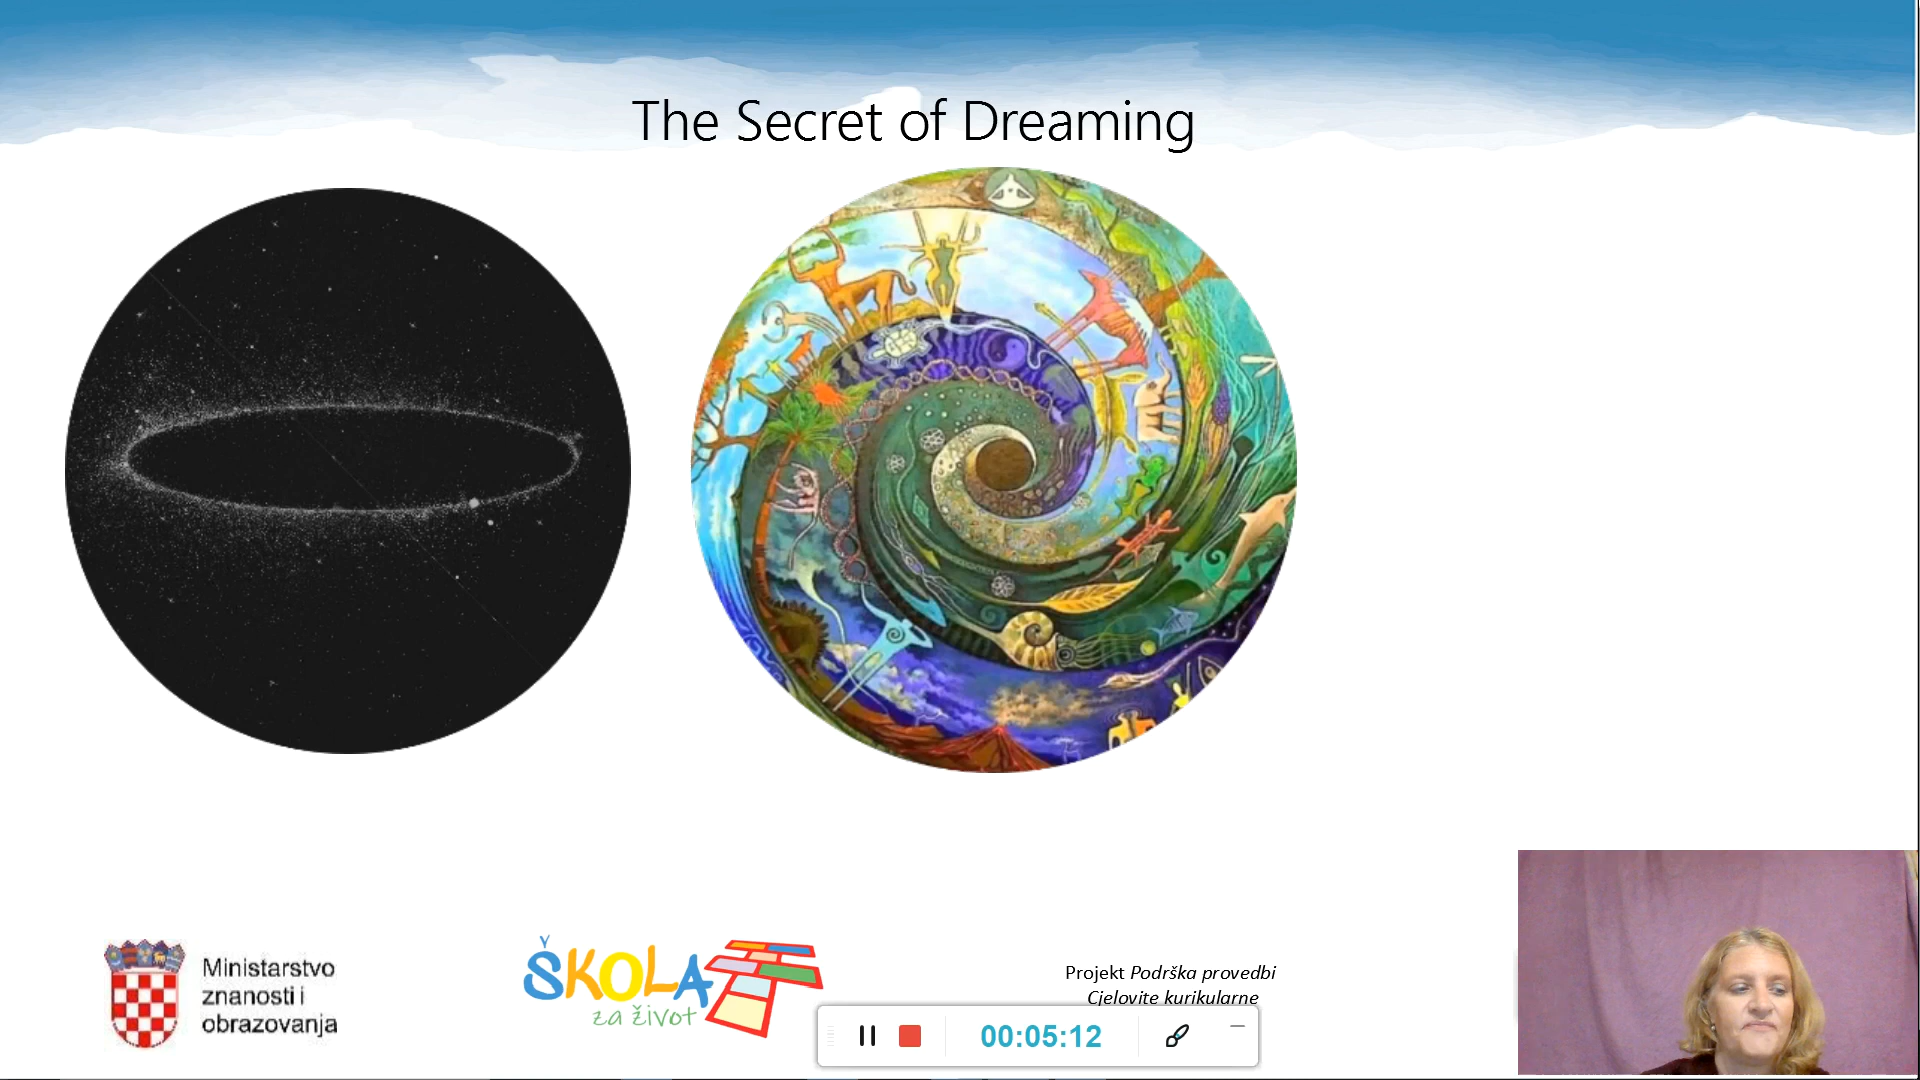 The Secret of Dreaming
Ministarstvo
znanosti i
obrazovanja
ŠKOLA
za život
Projekt Podrška provedbi
Cjelovite kurikularne
00:05:12